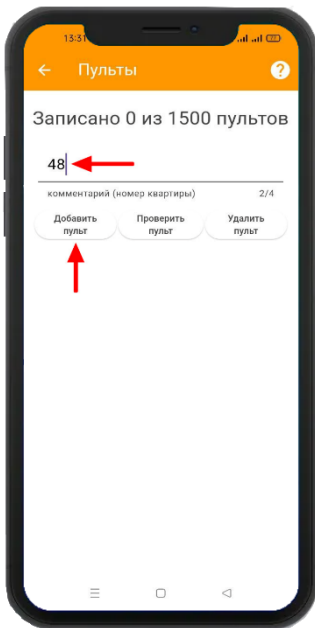 13:31
Пульты
?
Записано 0 из 1500 пультов
48
комментарий (номер квартиры) 2/4
Добавить пульт
Проверить пульт
Удалить пульт